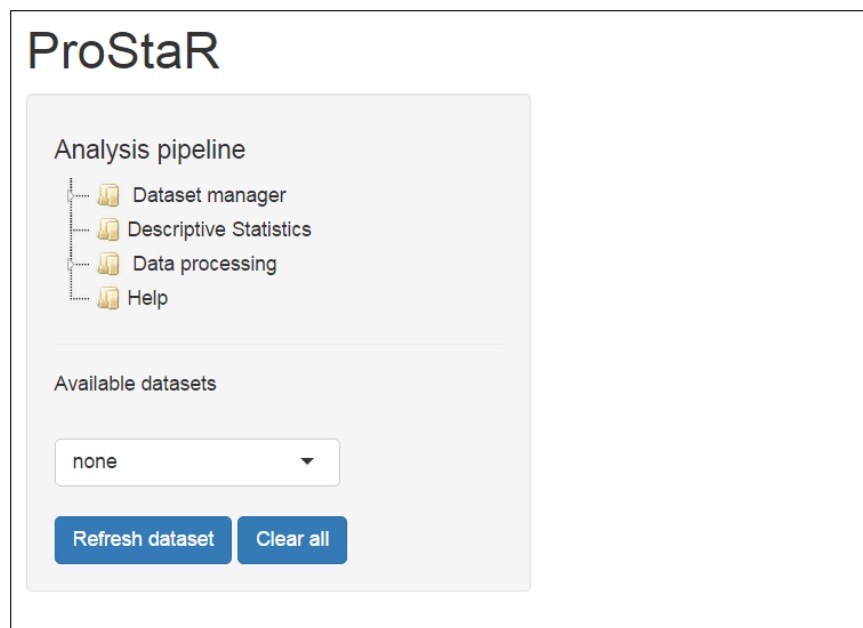 ProStaR
Analysis pipeline
Dataset manager
Descriptive Statistics
Data processing
Help
Available datasets
none
Refresh dataset Clear all